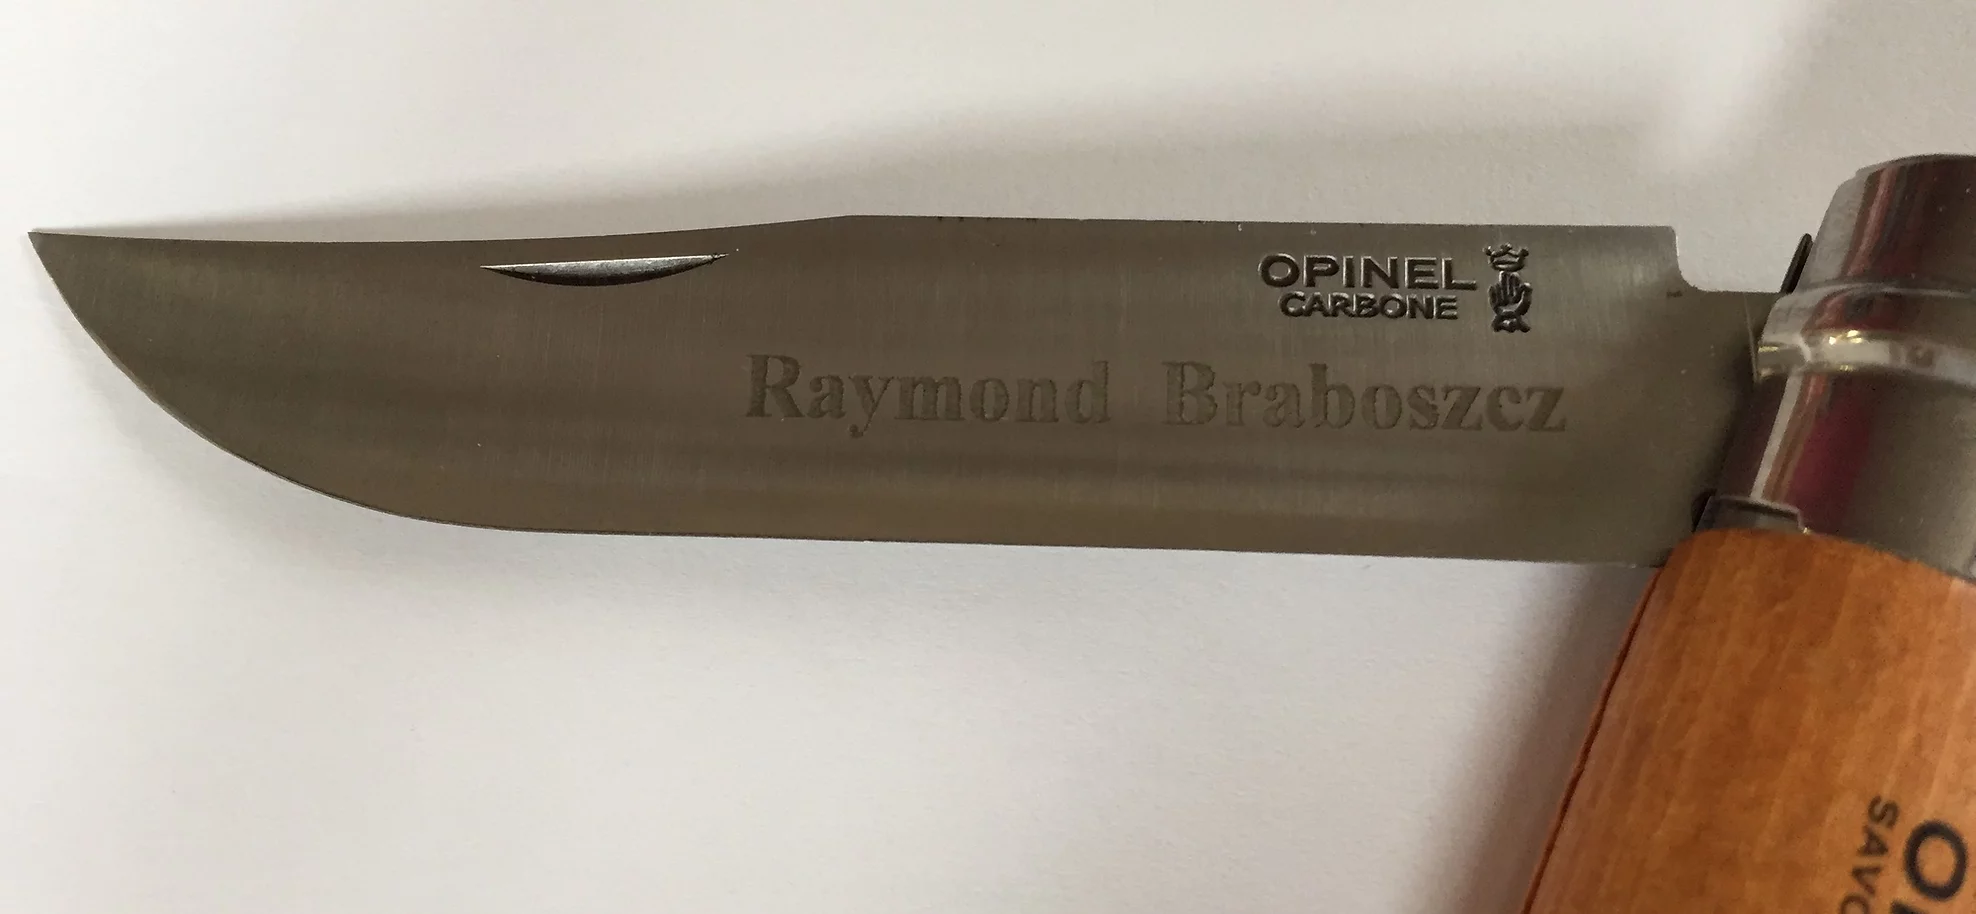 OPINEL
CARBONE
Raymond Braboszcz